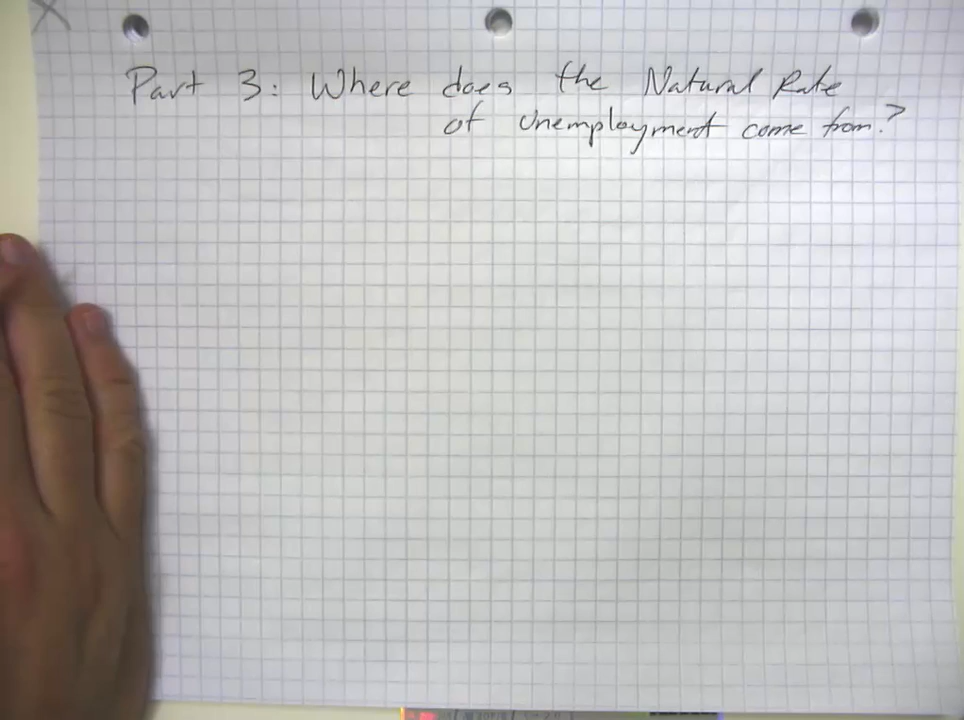 Part 3: Where does the Natural Rate
of Unemployment come from?